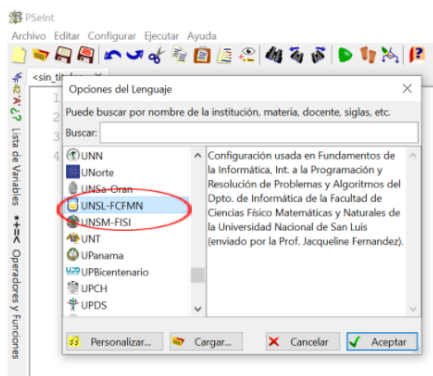 PSeInt
Archivo Editar Configurar Ejecutar Ayuda
Opciones del Lenguaje
Puede buscar por nombre de la institución, materia, docente, siglas, etc.
Buscar:
UNN
UNorte
UNSa-Oran
UNSL-FCFMN
UNSM-FISI
UNT
UPanama
UPBicentenario
UPCH
UPDS
Configuración usada en Fundamentos de
la Informática, Int. a la Programación y
Resolución de Problemas y Algoritmos del
Dpto. de Informática de la Facultad de
Ciencias Físico Matemáticas y Naturales de
la Universidad Nacional de San Luis
(enviado por la Prof. Jacqueline Fernandez).
Personalizar...
Cargar...
Cancelar
Aceptar
1
2
3
4
Lista de Variables
Operadores y Funciones